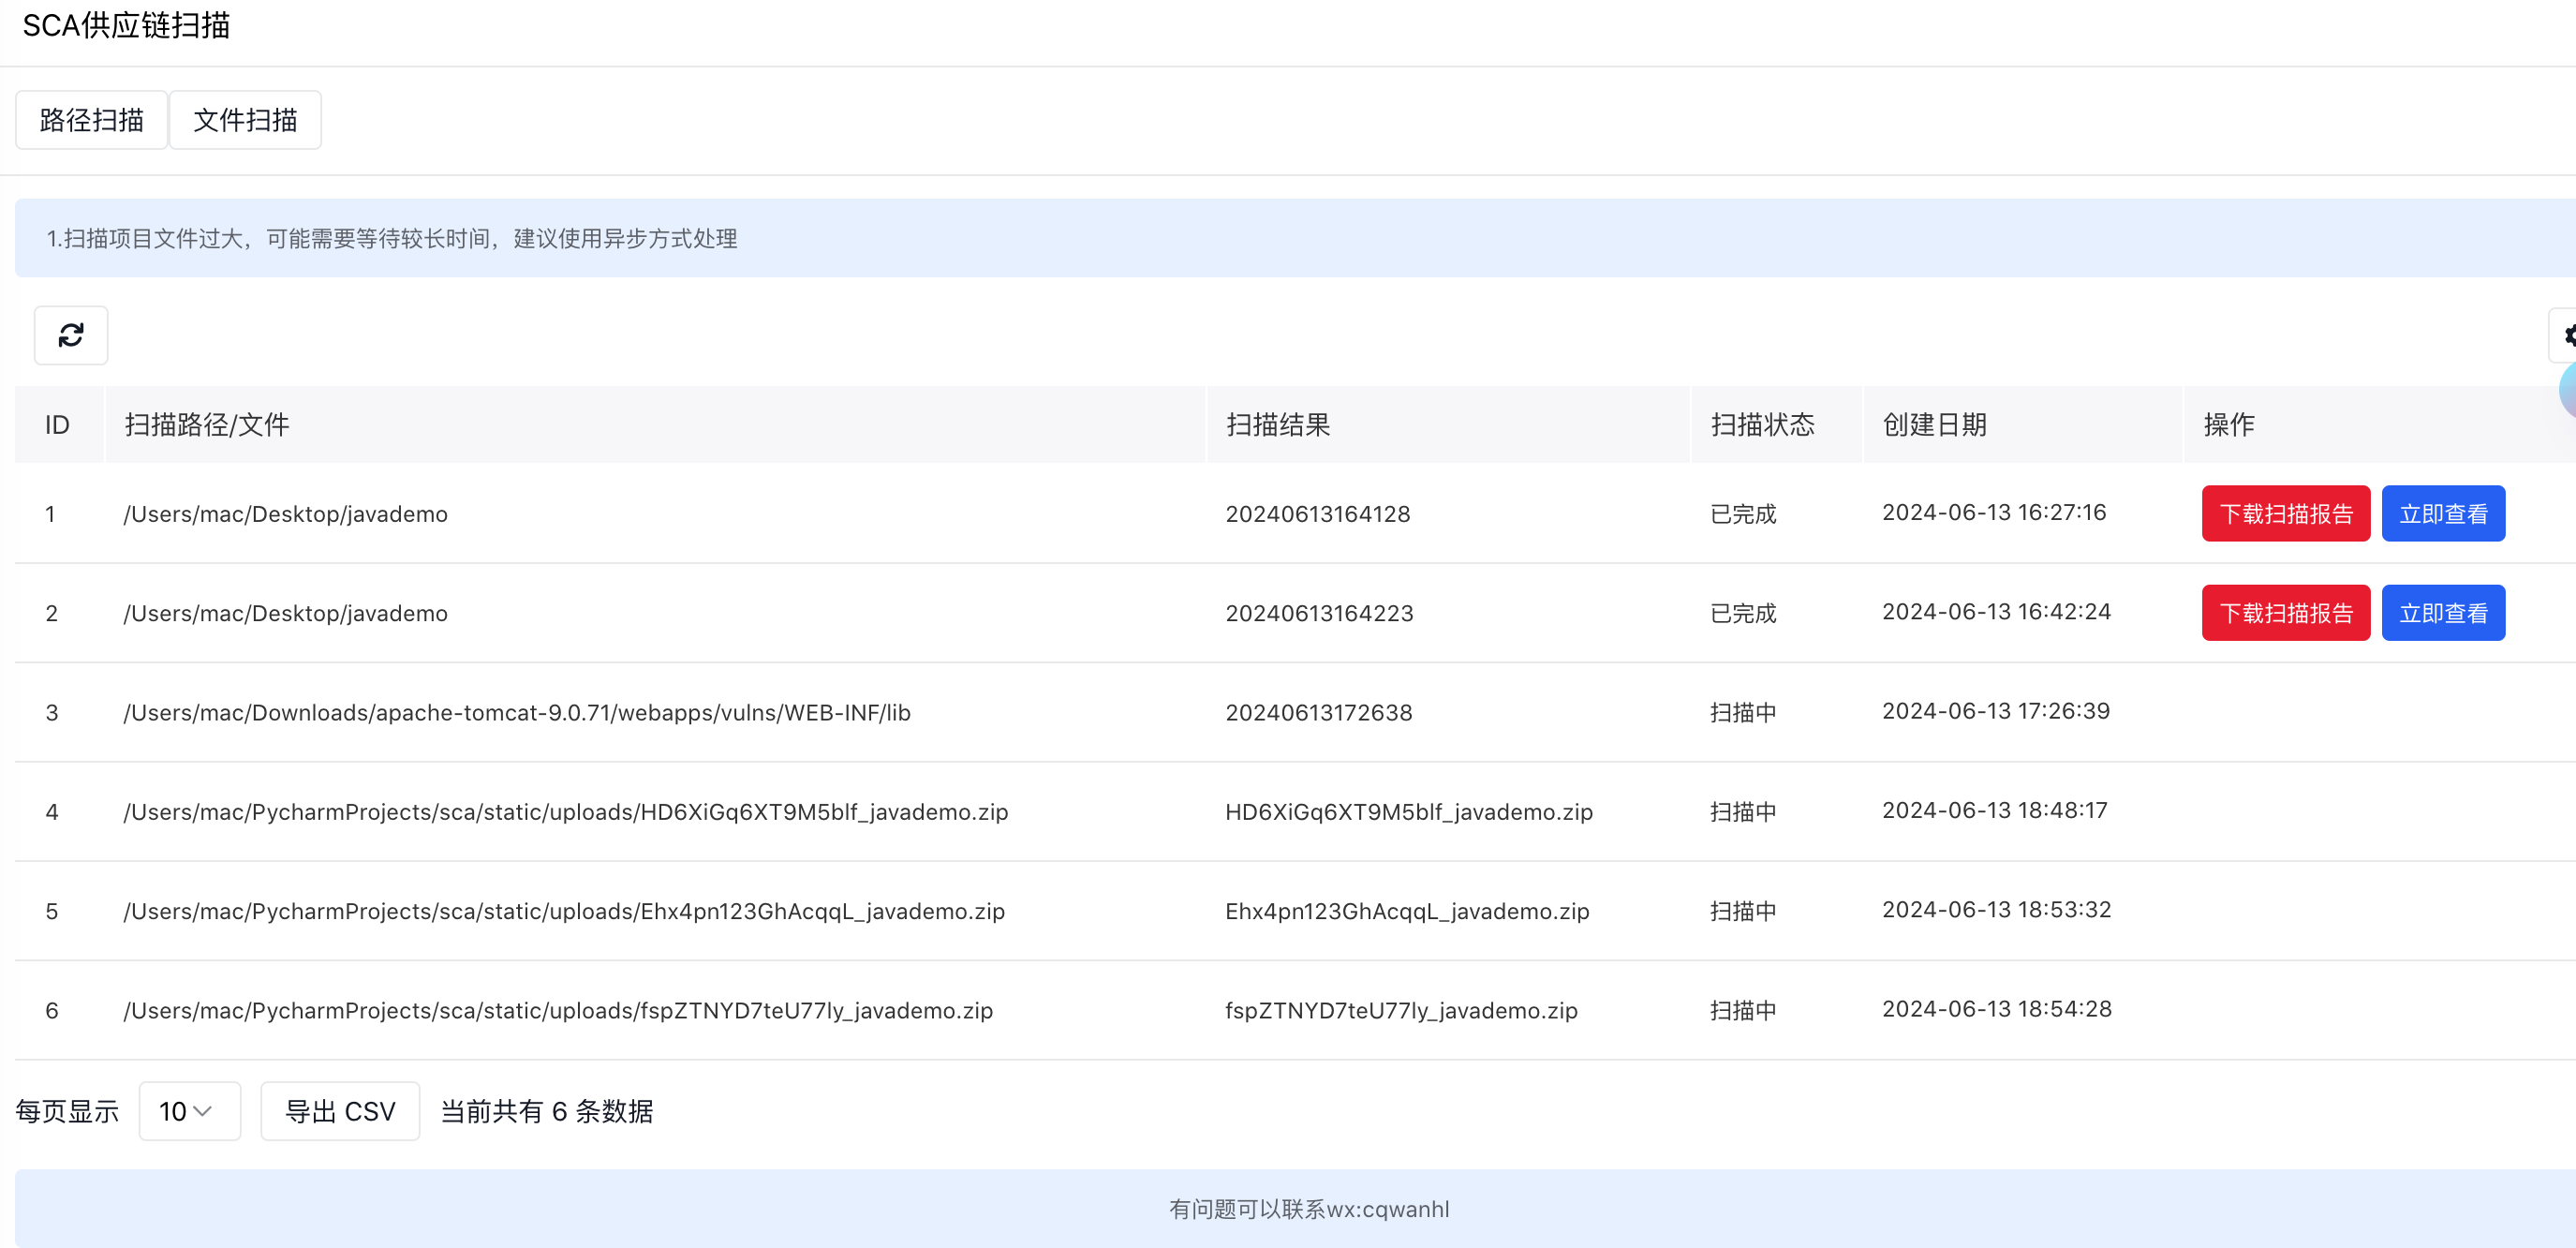 SCA供应链扫描
路径扫描 文件扫描
1.扫描项目文件过大，可能需要等待较长时间，建议使用异步方式处理
ID 扫描路径/文件 扫描结果 扫描状态 创建日期 操作
1 /Users/mac/Desktop/javademo 20240613164128 已完成 2024-06-13 16:27:16 下载扫描报告 立即查看
2 /Users/mac/Desktop/javademo 20240613164223 已完成 2024-06-13 16:42:24 下载扫描报告 立即查看
3 /Users/mac/Downloads/apache-tomcat-9.0.71/webapps/vulns/WEB-INF/lib 20240613172638 扫描中 2024-06-13 17:26:39
4 /Users/mac/PycharmProjects/sca/static/uploads/HD6XiGq6XT9M5blf_javademo.zip HD6XiGq6XT9M5blf_javademo.zip 扫描中 2024-06-13 18:48:17
5 /Users/mac/PycharmProjects/sca/static/uploads/Ehx4pn123GhAcqqL_javademo.zip Ehx4pn123GhAcqqL_javademo.zip 扫描中 2024-06-13 18:53:32
6 /Users/mac/PycharmProjects/sca/static/uploads/fspZTNYD7teU77ly_javademo.zip fspZTNYD7teU77ly_javademo.zip 扫描中 2024-06-13 18:54:28
每页显示 10 导出 CSV 当前共有 6 条数据
有问题可以联系wx:cqwanhl